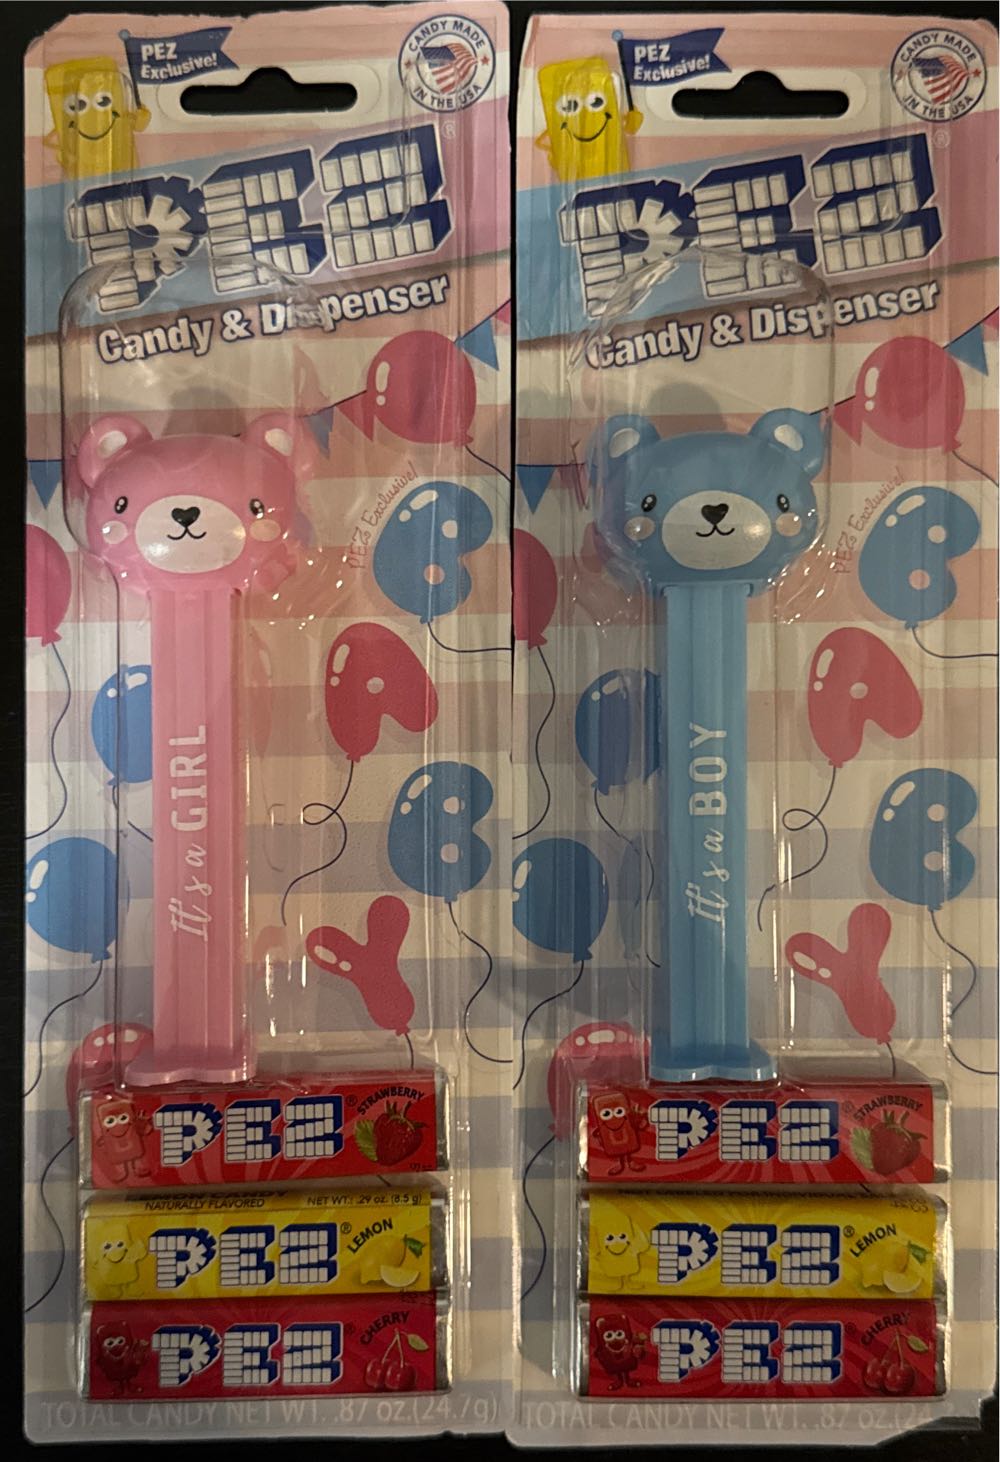 PEZ
Exclusive!
CANDY MADE
IN THE USA
PEZ®
Candy & Dispenser
PEZ Exclusive!
B
A
B
Y
It's a GIRL
PEZ® STRAWBERRY
LEMON CANDY
NATURALLY FLAVORED NET WT.: .29 oz. (8.5 g)
PEZ® LEMON
PEZ® CHERRY
TOTAL CANDY NET WT. .87 oz.(24.7g)
PEZ
Exclusive!
CANDY MADE
IN THE USA
PEZ®
Candy & Dispenser
PEZ Exclusive!
B
A
B
Y
It's a BOY
PEZ® STRAWBERRY
PEZ® LEMON
PEZ® CHERRY
TOTAL CANDY NET WT. .87 oz.